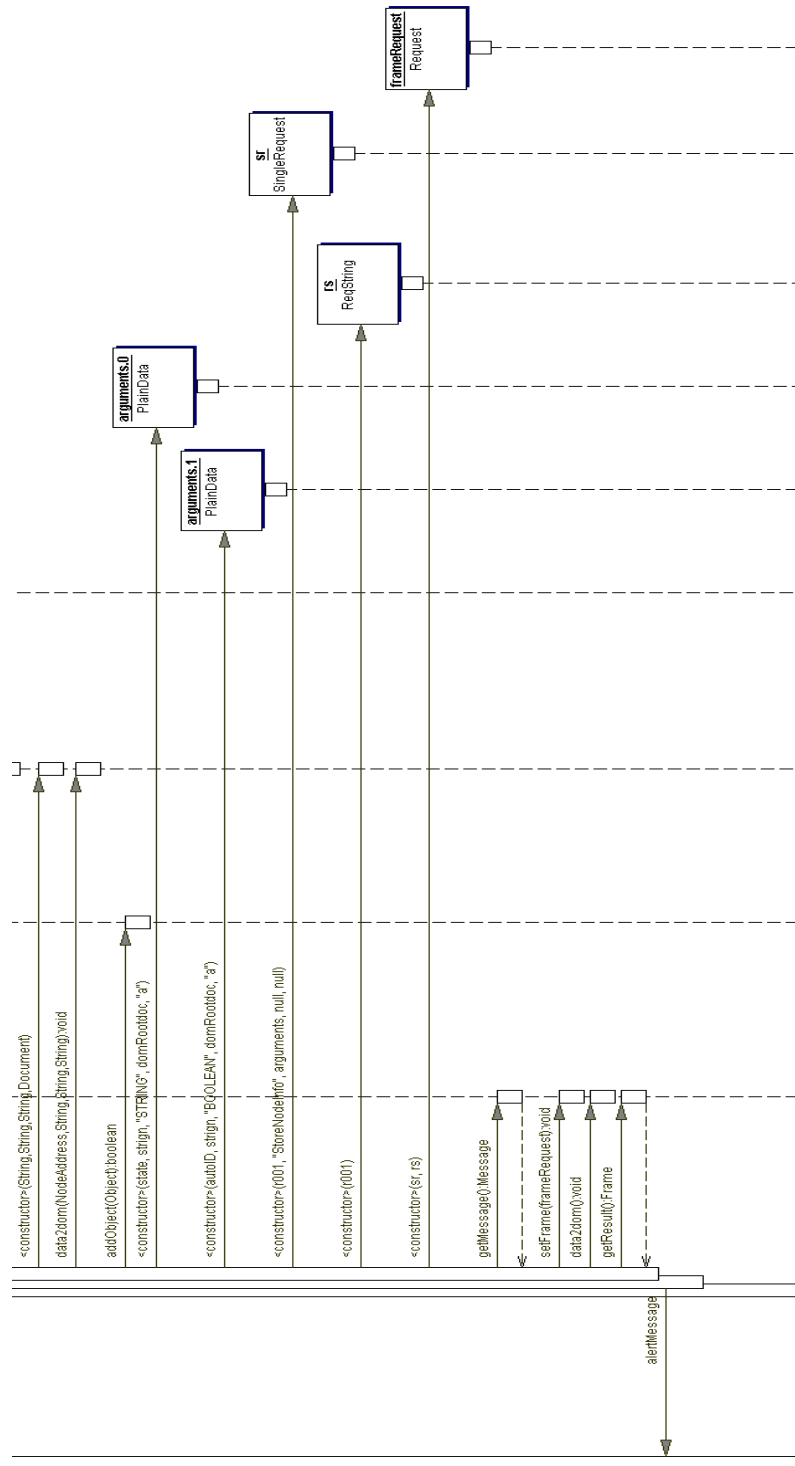 frameRequest
Request
sr
SingleRequest
rs
ReqString
arguments.0
PlainData
arguments.1
PlainData
<constructor>(String,String,String,Document)
data2dom(NodeAddress,String,String,String):void
addObject(Object):boolean
<constructor>(state, strign, "STRING", domRootdoc, "a")
<constructor>(autoID, strign, "BOOLEAN", domRootdoc, "a")
<constructor>(r001, "StoreNodeInfo", arguments, null, null)
<constructor>(r001)
<constructor>(sr, rs)
getMessage():Message
setFrame(frameRequest):void
data2dom():void
getResult():Frame
alertMessage